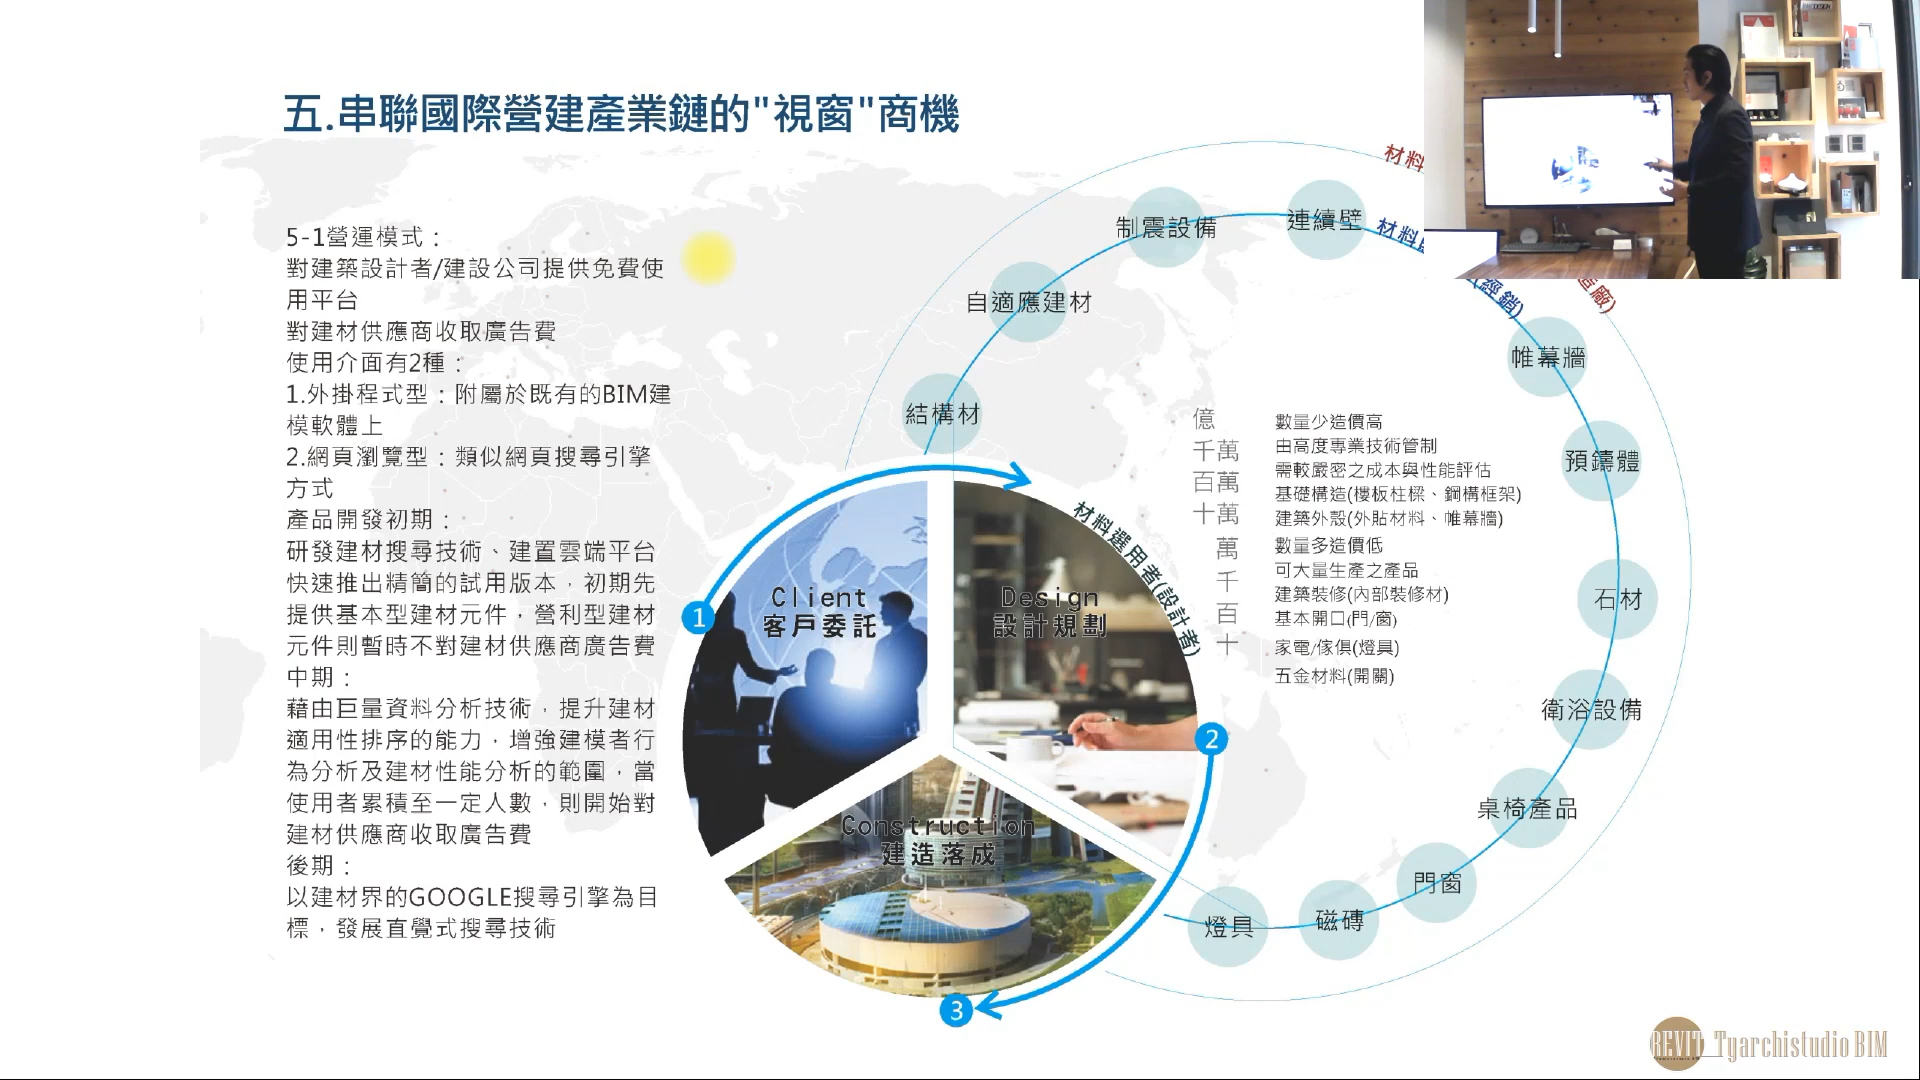 五.串聯國際營建產業鏈的"視窗"商機
5-1營運模式：
對建築設計者/建設公司提供免費使
用平台
對建材供應商收取廣告費
使用介面有2種：
1.外掛程式型：附屬於既有的BIM建
模軟體上
2.網頁瀏覽型：類似網頁搜尋引擎
方式
產品開發初期：
研發建材搜尋技術、建置雲端平台
快速推出精簡的試用版本，初期先
提供基本型建材元件，營利型建材
元件則暫時不對建材供應商廣告費
中期：
藉由巨量資料分析技術，提升建材
適用性排序的能力，增強建模者行
為分析及建材性能分析的範圍，當
使用者累積至一定人數，則開始對
建材供應商收取廣告費
後期：
以建材界的GOOGLE搜尋引擎為目
標，發展直覺式搜尋技術
結構材
自適應建材
制震設備
連續壁
材料
材料
(經銷)
造廠)
帷幕牆
預鑄體
石材
衛浴設備
桌椅產品
門窗
磁磚
燈具
億
千萬
百萬
十萬
萬
千
百
十
數量少造價高
由高度專業技術管制
需較嚴密之成本與性能評估
基礎構造(樓板柱樑、鋼構框架)
建築外殼(外貼材料、帷幕牆)
數量多造價低
可大量生產之產品
建築裝修(內部裝修材)
基本開口(門/窗)
家電/傢俱(燈具)
五金材料(開關)
材料選用者(設計者)
1
Client
客戶委託
Design
設計規劃
2
Construction
建造落成
3
REVIT Tyarchistudio BIM